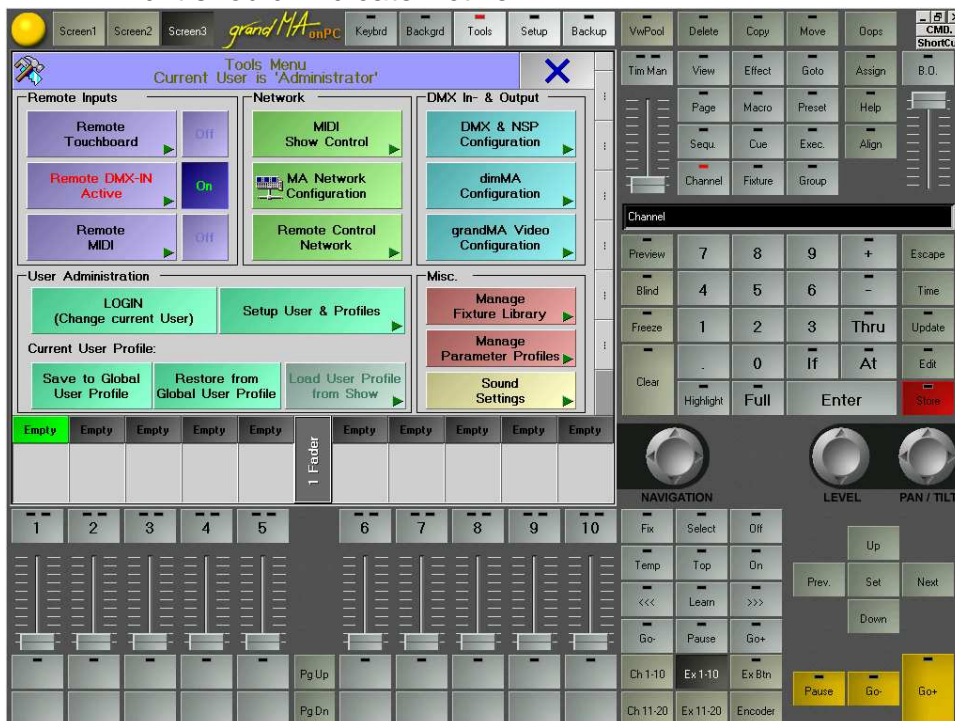 Screen1 Screen2 Screen3 grandMA onPC Keybrd Backgrd Tools Setup Backup
Tools Menu
Current User is 'Administrator'
Remote Inputs
Remote Touchboard Off
Remote DMX-IN Active On
Remote MIDI Off
Network
MIDI Show Control
MA Network Configuration
Remote Control Network
DMX In- & Output
DMX & NSP Configuration
dimMA Configuration
grandMA Video Configuration
User Administration
LOGIN (Change current User)
Setup User & Profiles
Current User Profile:
Save to Global User Profile
Restore from Global User Profile
Load User Profile from Show
Misc.
Manage Fixture Library
Manage Parameter Profiles
Sound Settings
Empty Empty Empty Empty Empty 1 Fader Empty Empty Empty Empty Empty
1 2 3 4 5 6 7 8 9 10
Pg Up
Pg Dn
VwPool Delete Copy Move Oops CMD.
ShortCu
Tim Man View Effect Goto Assign B.O.
Page Macro Preset Help
Sequ. Cue Exec. Align
Channel Fixture Group
Channel
Preview 7 8 9 + Escape
Blind 4 5 6 - Time
Freeze 1 2 3 Thru Update
Clear . 0 If At Edit
Highlight Full Enter Store
NAVIGATION LEVEL PAN / TILT
Fix Select Off
Temp Top On
<<< Learn >>>
Go- Pause Go+
Ch 1-10 Ex 1-10 Ex Btn
Ch 11-20 Ex 11-20 Encoder
Up
Prev. Set Next
Down
Pause Go- Go+